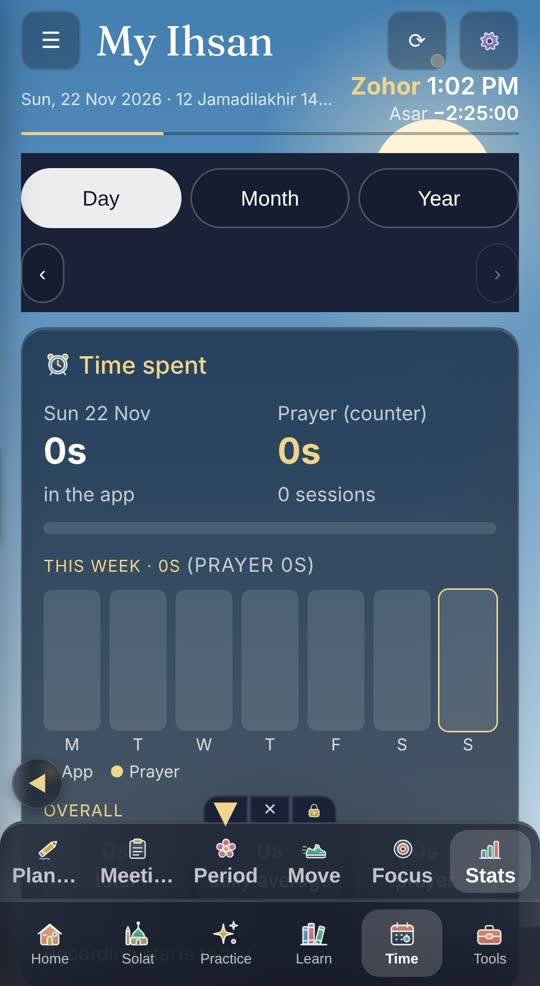 My Ihsan
Sun, 22 Nov 2026 · 12 Jamadilakhir 14…
Zohor 1:02 PM
Asar −2:25:00
Day Month Year
‹ ›
Time spent
Sun 22 Nov Prayer (counter)
0s 0s
in the app 0 sessions
THIS WEEK · 0S (PRAYER 0S)
M T W T F S S
App Prayer
OVERALL
Plan… Meeti… Period Move Focus Stats
Home Solat Practice Learn Time Tools